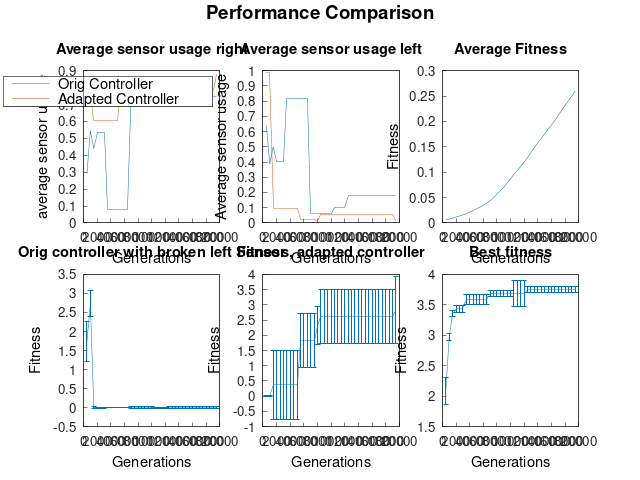 Performance Comparison
Average sensor usage right
Average sensor usage left
Average Fitness
Orig Controller
Adapted Controller
average sensor
Average sensor usage
Fitness
0.9
0.6
0.5
0.4
0.3
0.2
0.1
0
1
0.9
0.8
0.7
0.6
0.5
0.4
0.3
0.2
0.1
0
0.3
0.25
0.2
0.15
0.1
0.05
0
Generations
Generations
Generations
Orig controller with broken left Sensor
Fitness, adapted controller
Best fitness
Fitness
Fitness
Fitness
3.5
3
2.5
2
1.5
1
0.5
0
-0.5
4
3.5
3
2.5
2
1.5
1
0.5
0
-0.5
-1
4
3.5
3
2.5
2
1.5
Generations
Generations
Generations